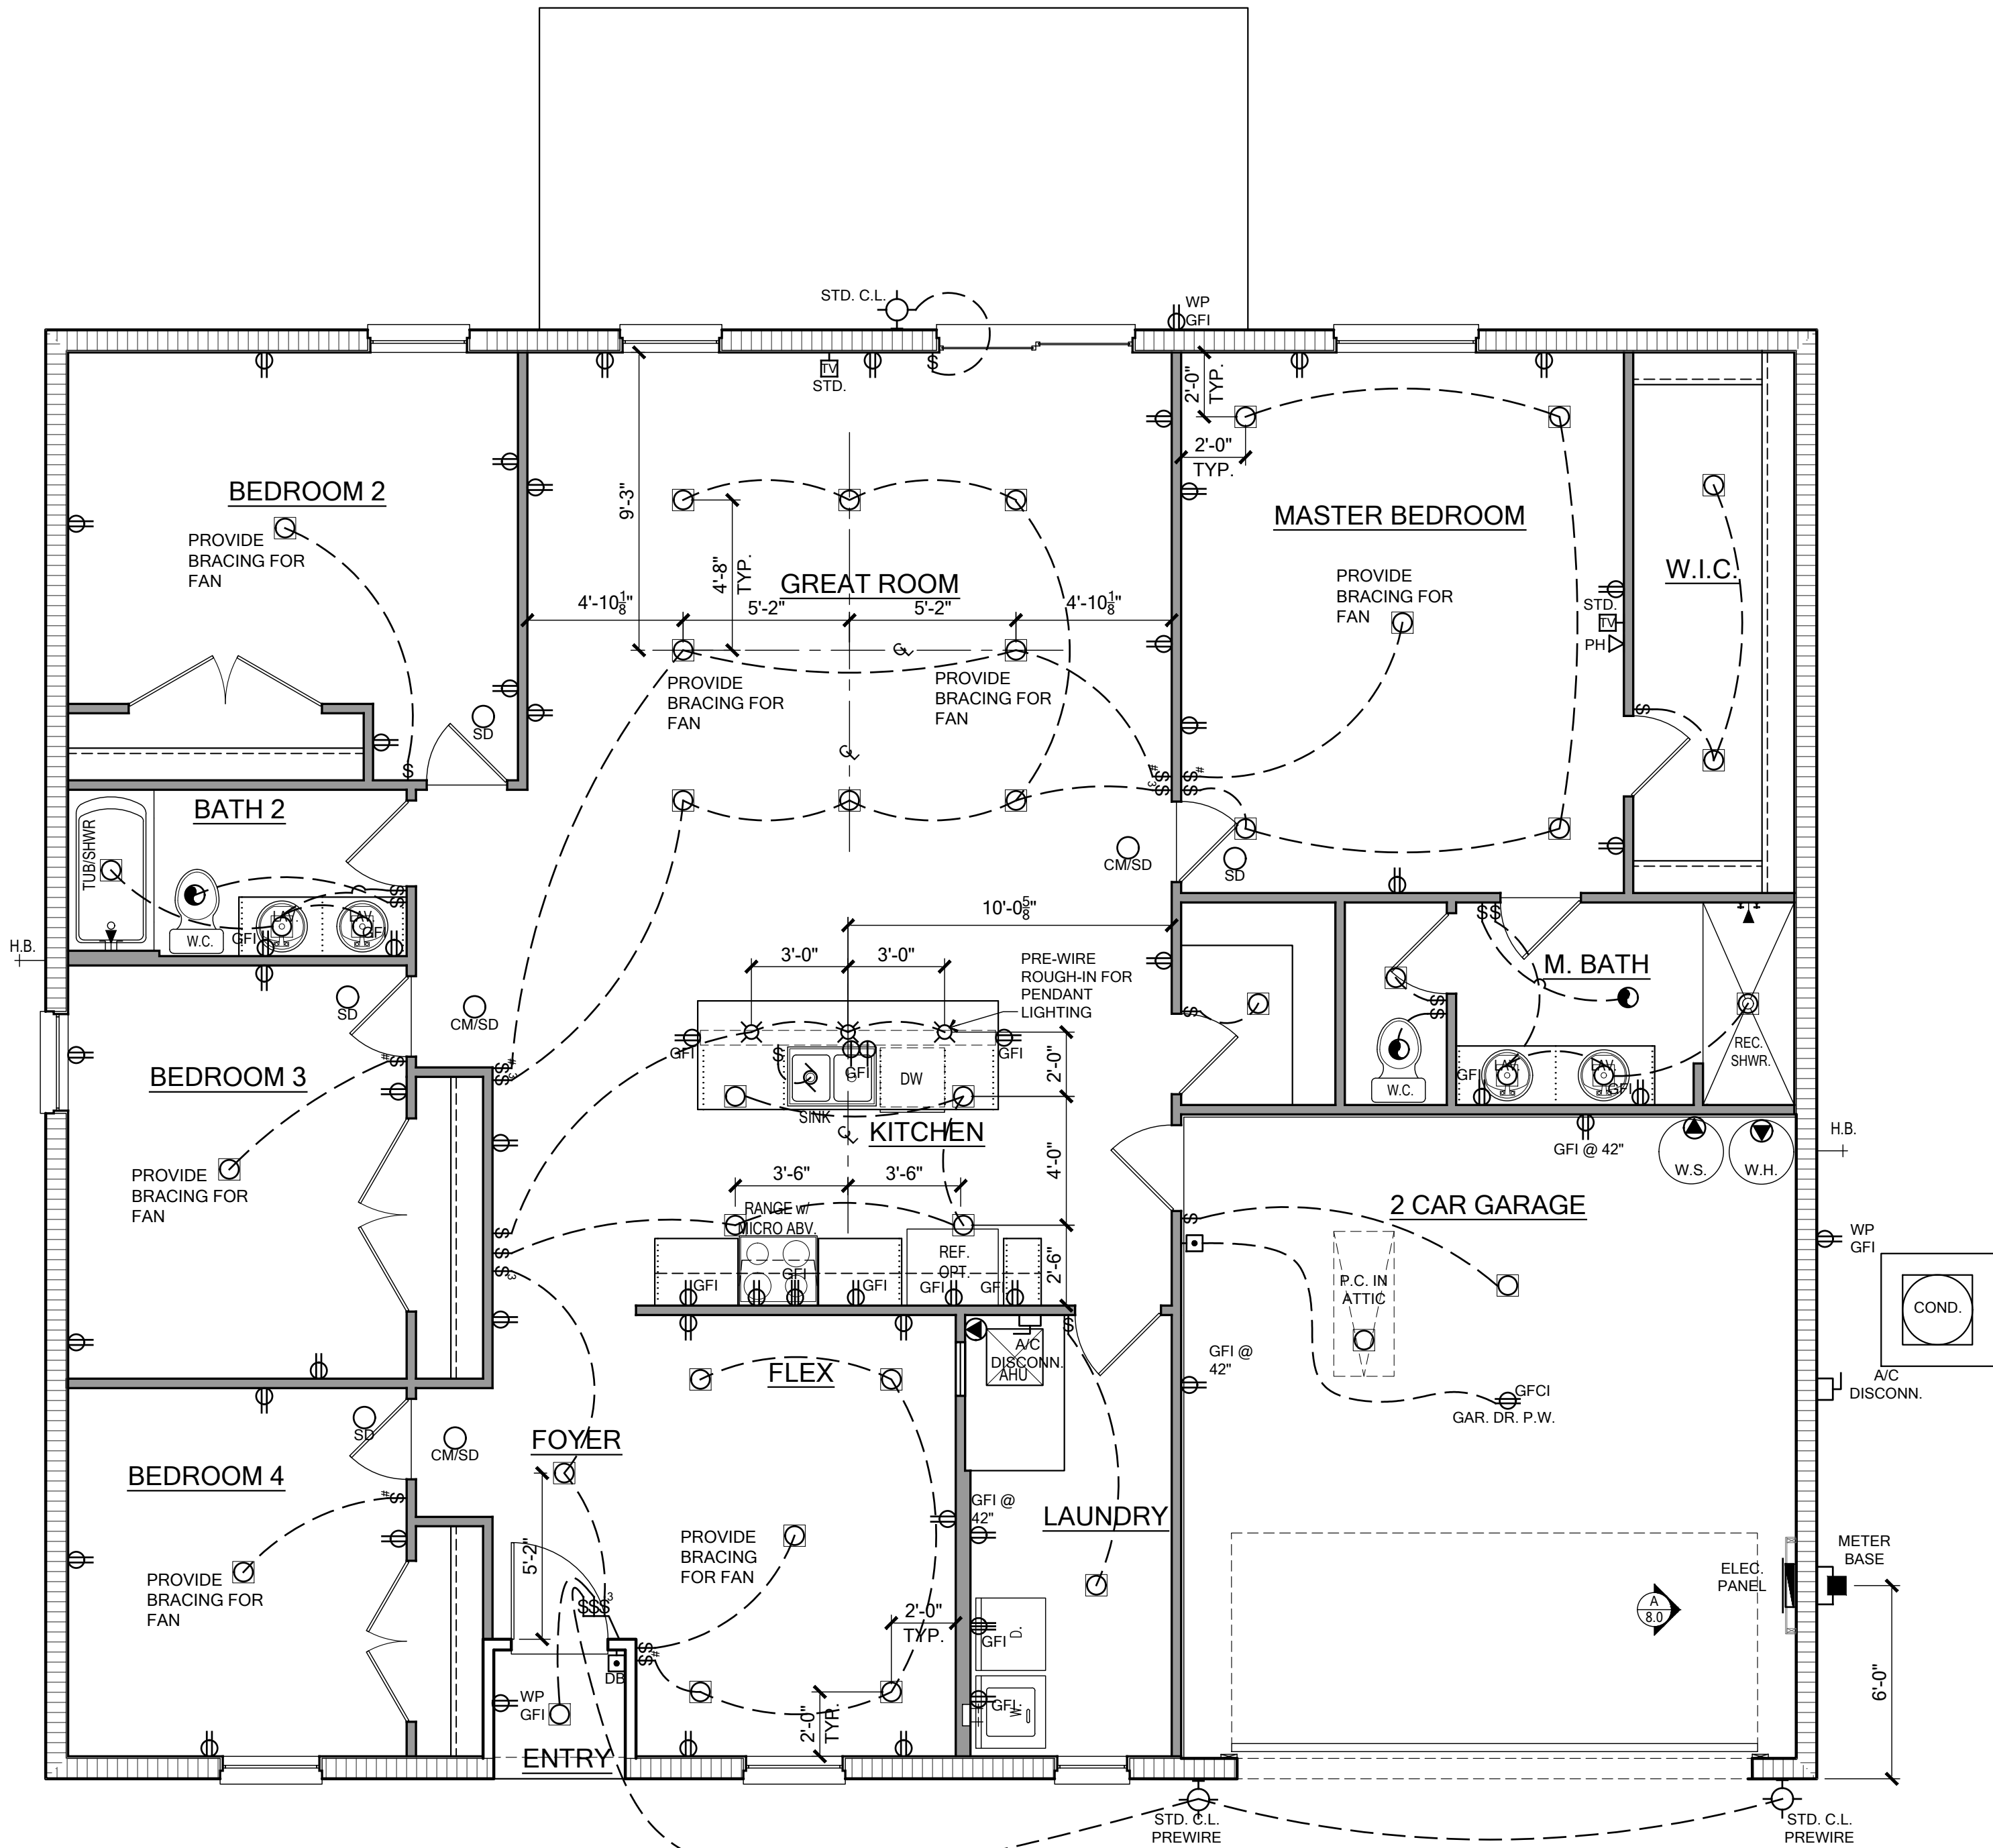 STD. C.L.
WP
GFI
TV
STD.
2'-0"
TYP.
2'-0"
TYP.
BEDROOM 2
PROVIDE
BRACING FOR
FAN
9'-3"
4'-8"
TYP.
GREAT ROOM
4'-10 1/8"
5'-2"
5'-2"
4'-10 1/8"
MASTER BEDROOM
PROVIDE
BRACING FOR
FAN
W.I.C.
STD.
TV
PH
CL
PROVIDE
BRACING FOR
FAN
PROVIDE
BRACING FOR
FAN
CL
SD
S
S
S
#
$
$
3
#
$
$
BATH 2
TUB/SHWR
W.C.
LAV.
LAV.
GFI
GFI
$
$
H.B.
CM/SD
SD
10'-0 5/8"
3'-0"
3'-0"
PRE-WIRE
ROUGH-IN FOR
PENDANT
LIGHTING
M. BATH
$$
SD
CM/SD
GFI
GFI
GFI
$
SINK
DW
2'-0"
$
$
$
W.C.
LAV.
LAV.
GFI
GFI
REC.
SHWR.
BEDROOM 3
#
$
#
$
$
3
PROVIDE
BRACING FOR
FAN
CL
KITCHEN
4'-0"
3'-6"
3'-6"
GFI @ 42"
W.S.
W.H.
H.B.
2 CAR GARAGE
RANGE w/
MICRO ABV.
REF.
OPT.
GFI
GFI
GFI
GFI
GFI
2'-6"
$
$
$
3
$
P.C. IN
ATTIC
WP
GFI
COND.
A/C
DISCONN.
GFI @
42"
GFCI
GAR. DR. P.W.
A/C
DISCONN.
AHU
$
FLEX
FOYER
SD
CM/SD
BEDROOM 4
#
$
PROVIDE
BRACING FOR
FAN
5'-2"
PROVIDE
BRACING
FOR FAN
GFI @
42"
LAUNDRY
ELEC.
PANEL
METER
BASE
A
8.0
6'-0"
$$$
3
DB
$$
#
2'-0"
TYP.
2'-0"
TYP.
GFI
D.
GFI
W.
WP
GFI
ENTRY
STD. C.L.
PREWIRE
STD. C.L.
PREWIRE